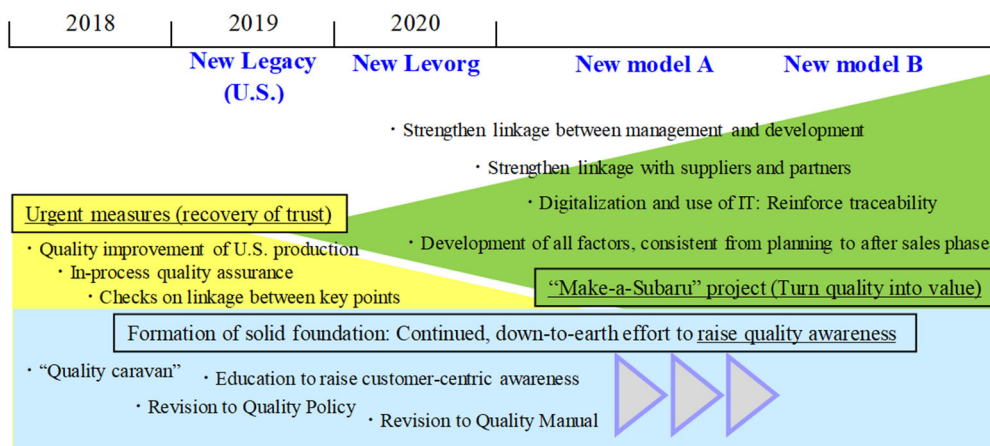 2018 2019 2020
New Legacy New Levorg New model A New model B
(U.S.)
・Strengthen linkage between management and development
・Strengthen linkage with suppliers and partners
・Digitalization and use of IT: Reinforce traceability
Urgent measures (recovery of trust)
・Quality improvement of U.S. production ・Development of all factors, consistent from planning to after sales phase
・In-process quality assurance
・Checks on linkage between key points “Make-a-Subaru” project (Turn quality into value)
Formation of solid foundation: Continued, down-to-earth effort to raise quality awareness
・“Quality caravan” ・Education to raise customer-centric awareness
・Revision to Quality Policy
・Revision to Quality Manual